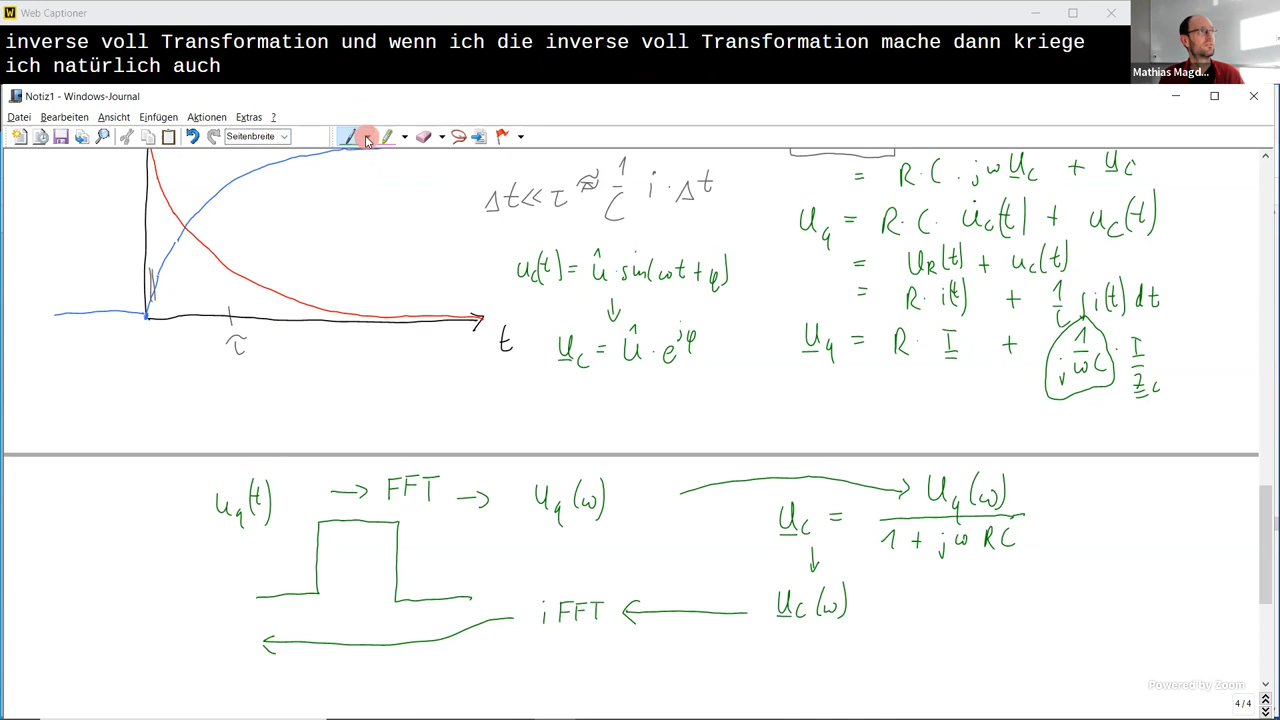 Web Captioner
inverse voll Transformation und wenn ich die inverse voll Transformation mache dann kriege
ich natürlich auch
Mathias Magd...
Notiz1 - Windows-Journal
Datei Bearbeiten Ansicht Einfügen Aktionen Extras ?
Seitenbreite
= R · C · jω U_C + U_C
Δt << τ ≈ 1/C i · Δt
u_q = R · C · u̇_C(t) + u_C(t)
= u_R(t) + u_C(t)
u_C(t) = û · sin(ωt + φ)
= R · i(t) + 1/C ∫ i(t) dt
↓
U_C = Û · e^jφ
U_q = R · I + 1/jωC · I
Z_C
τ
t
u_q(t) → FFT → U_q(ω)
U_C = U_q(ω) / 1 + jω RC
↓
i FFT ← U_C(ω)
Powered by Zoom
4 / 4